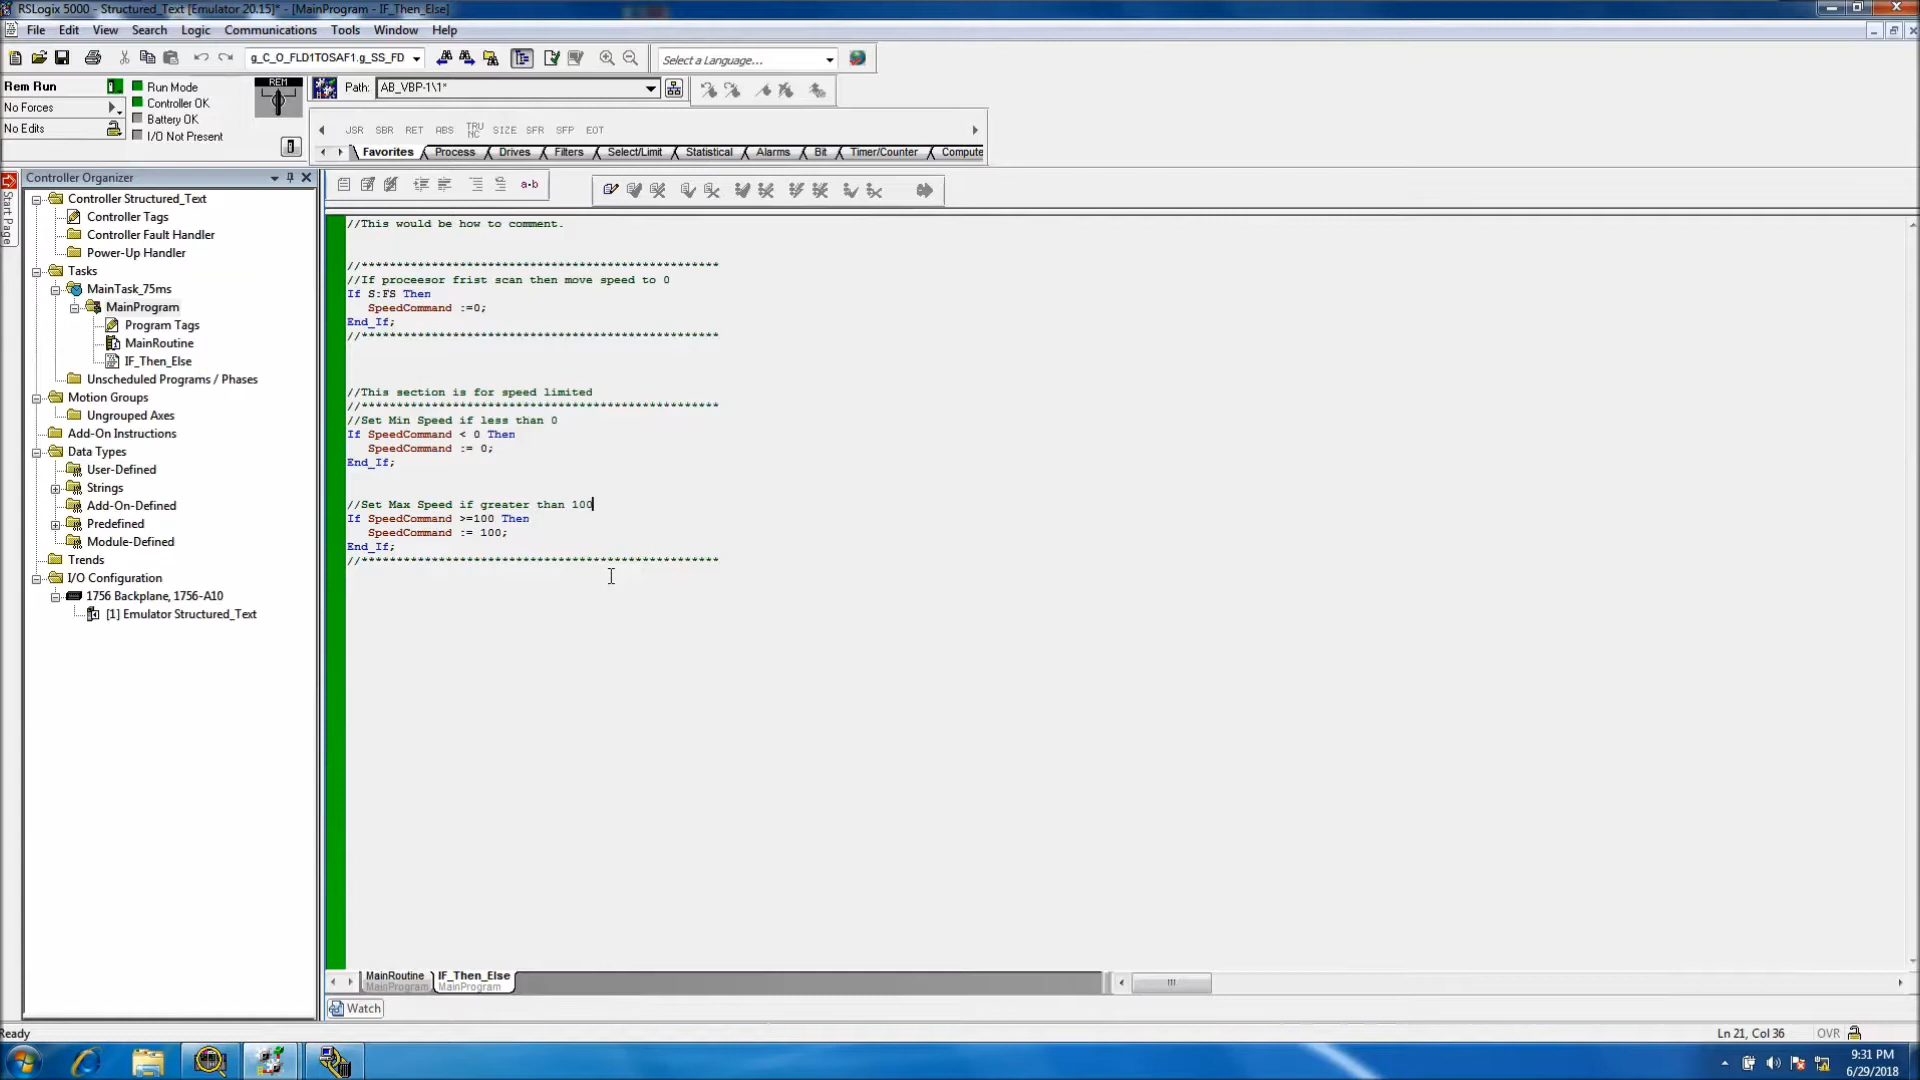 RSLogix 5000 - Structured_Text [Emulator 20.15]* - [MainProgram - IF_Then_Else]
File Edit View Search Logic Communications Tools Window Help
g_C_O_FLD1TOSAF1.g_SS_FD
Select a Language...
Rem Run
No Forces
No Edits
Run Mode
Controller OK
Battery OK
I/O Not Present
REM
Path: AB_VBP-1\1*
JSR SBR RET ABS TRUNC SIZE SFR SFP EOT
Favorites Process Drives Filters Select/Limit Statistical Alarms Bit Timer/Counter Compute
Start Page
Controller Organizer
Controller Structured_Text
Controller Tags
Controller Fault Handler
Power-Up Handler
Tasks
MainTask_75ms
MainProgram
Program Tags
MainRoutine
IF_Then_Else
Unscheduled Programs / Phases
Motion Groups
Ungrouped Axes
Add-On Instructions
Data Types
User-Defined
Strings
Add-On-Defined
Predefined
Module-Defined
Trends
I/O Configuration
1756 Backplane, 1756-A10
[1] Emulator Structured_Text
a-b
//This would be how to comment.
//***************************************************
//If proceesor frist scan then move speed to 0
If S:FS Then
SpeedCommand :=0;
End_If;
//***************************************************
//This section is for speed limited
//***************************************************
//Set Min Speed if less than 0
If SpeedCommand < 0 Then
SpeedCommand := 0;
End_If;
//Set Max Speed if greater than 100
If SpeedCommand >=100 Then
SpeedCommand := 100;
End_If;
//***************************************************
MainRoutine IF_Then_Else
MainProgram MainProgram
Watch
Ready
Ln 21, Col 36
OVR
9:31 PM
6/29/2018